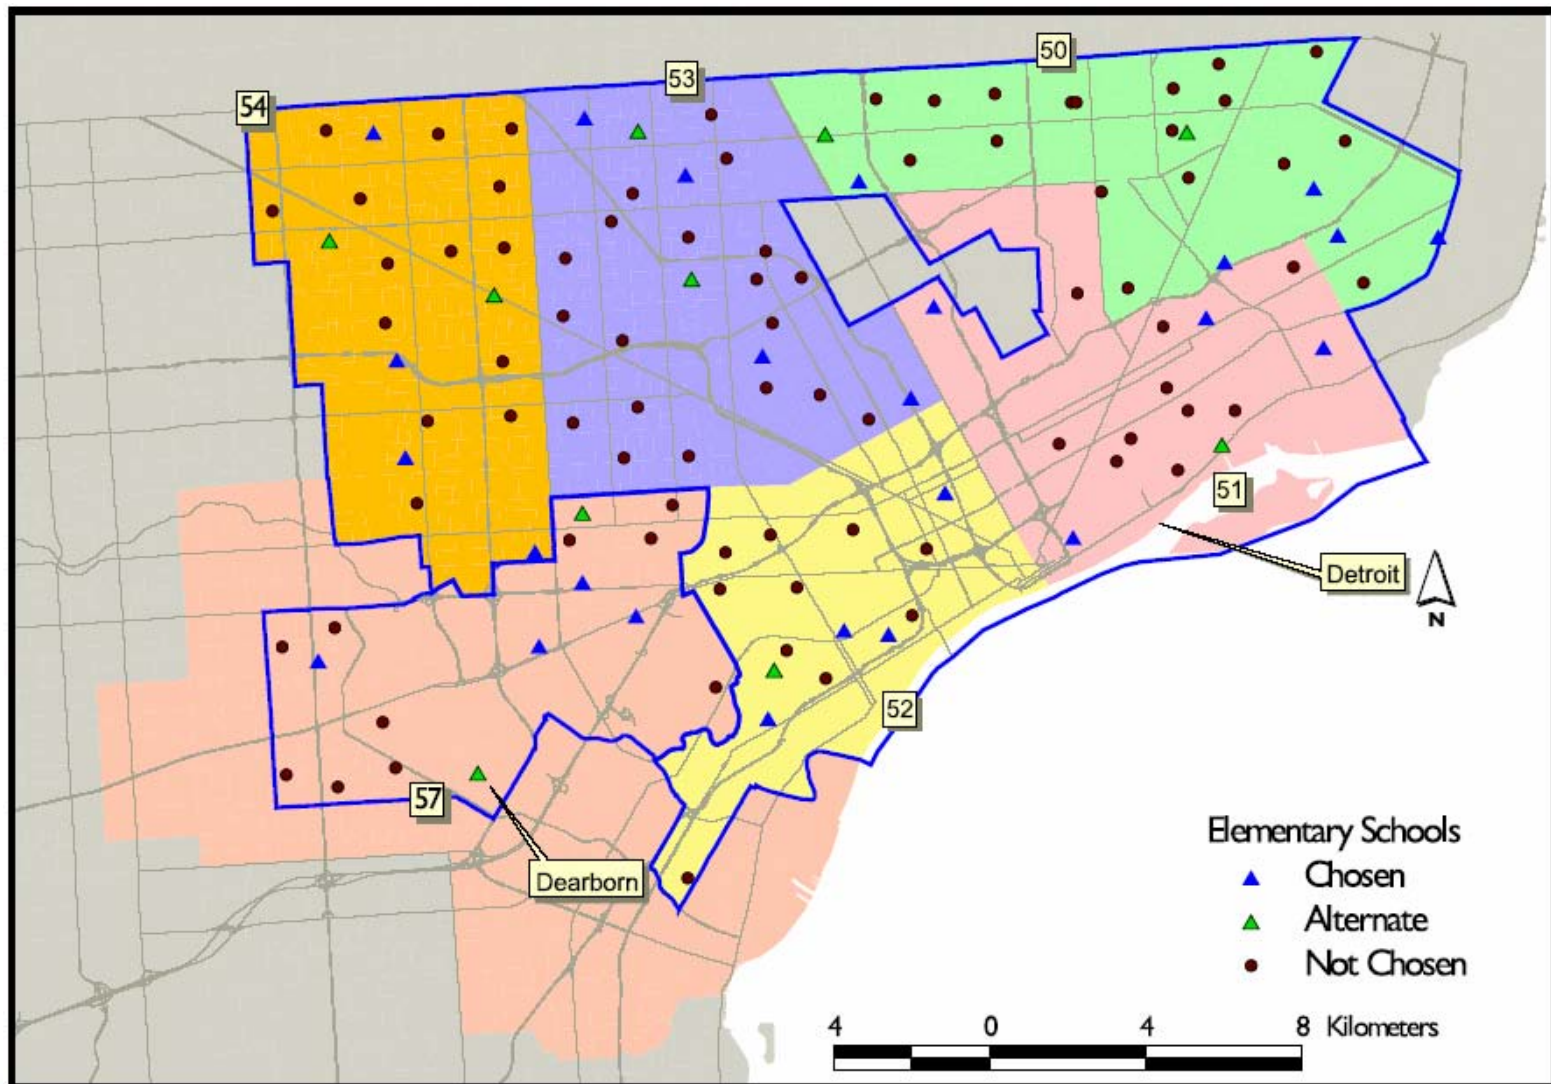 50
53
54
51
Detroit
N
52
57
Dearborn
Elementary Schools
Chosen
Alternate
Not Chosen
4 0 4 8 Kilometers